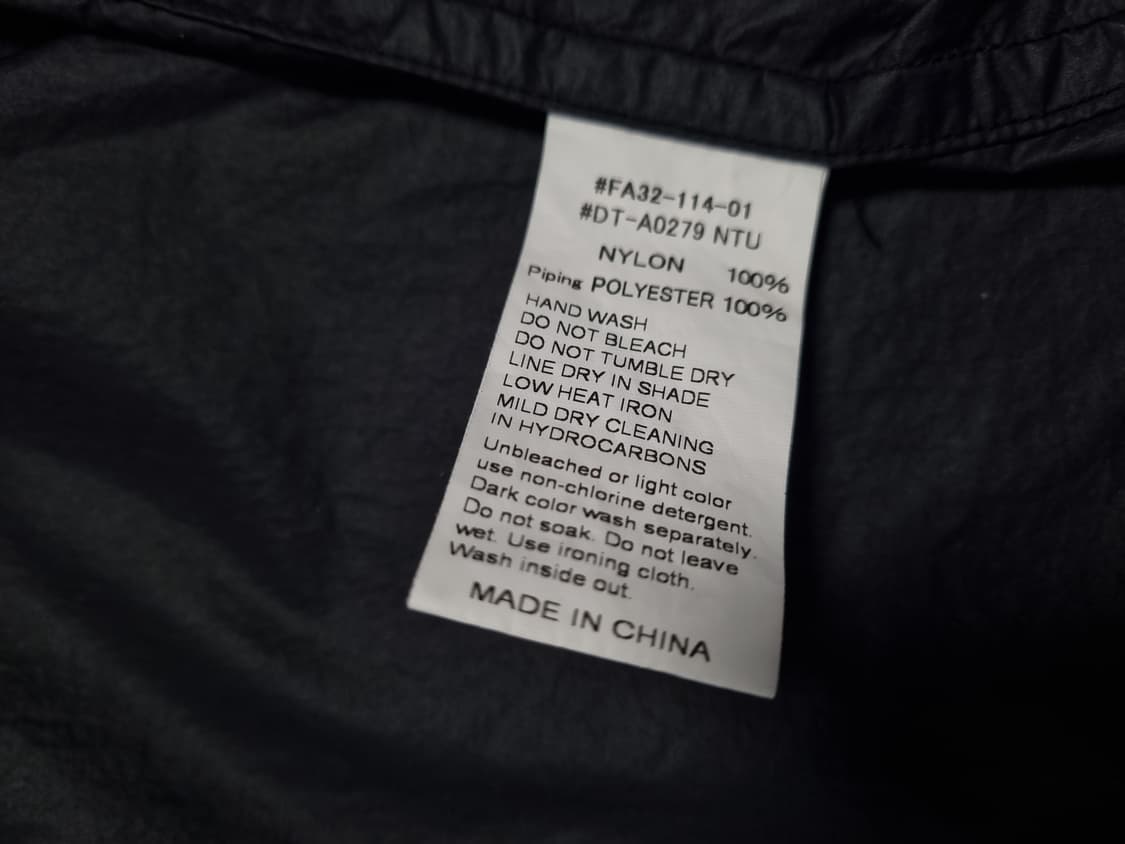 #FA32-114-01
#DT-A0279 NTU
NYLON 100%
Piping POLYESTER 100%
HAND WASH
DO NOT BLEACH
DO NOT TUMBLE DRY
LINE DRY IN SHADE
LOW HEAT IRON
MILD DRY CLEANING
IN HYDROCARBONS
Unbleached or light color
use non-chlorine detergent.
Dark color wash separately.
Do not soak. Do not leave
wet. Use ironing cloth.
Wash inside out.
MADE IN CHINA